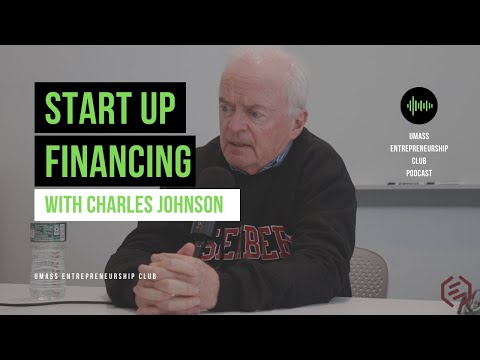 START UP
FINANCING
WITH CHARLES JOHNSON
UMASS ENTREPRENEURSHIP CLUB
UMASS
ENTREPRENEURSHIP
CLUB
PODCAST